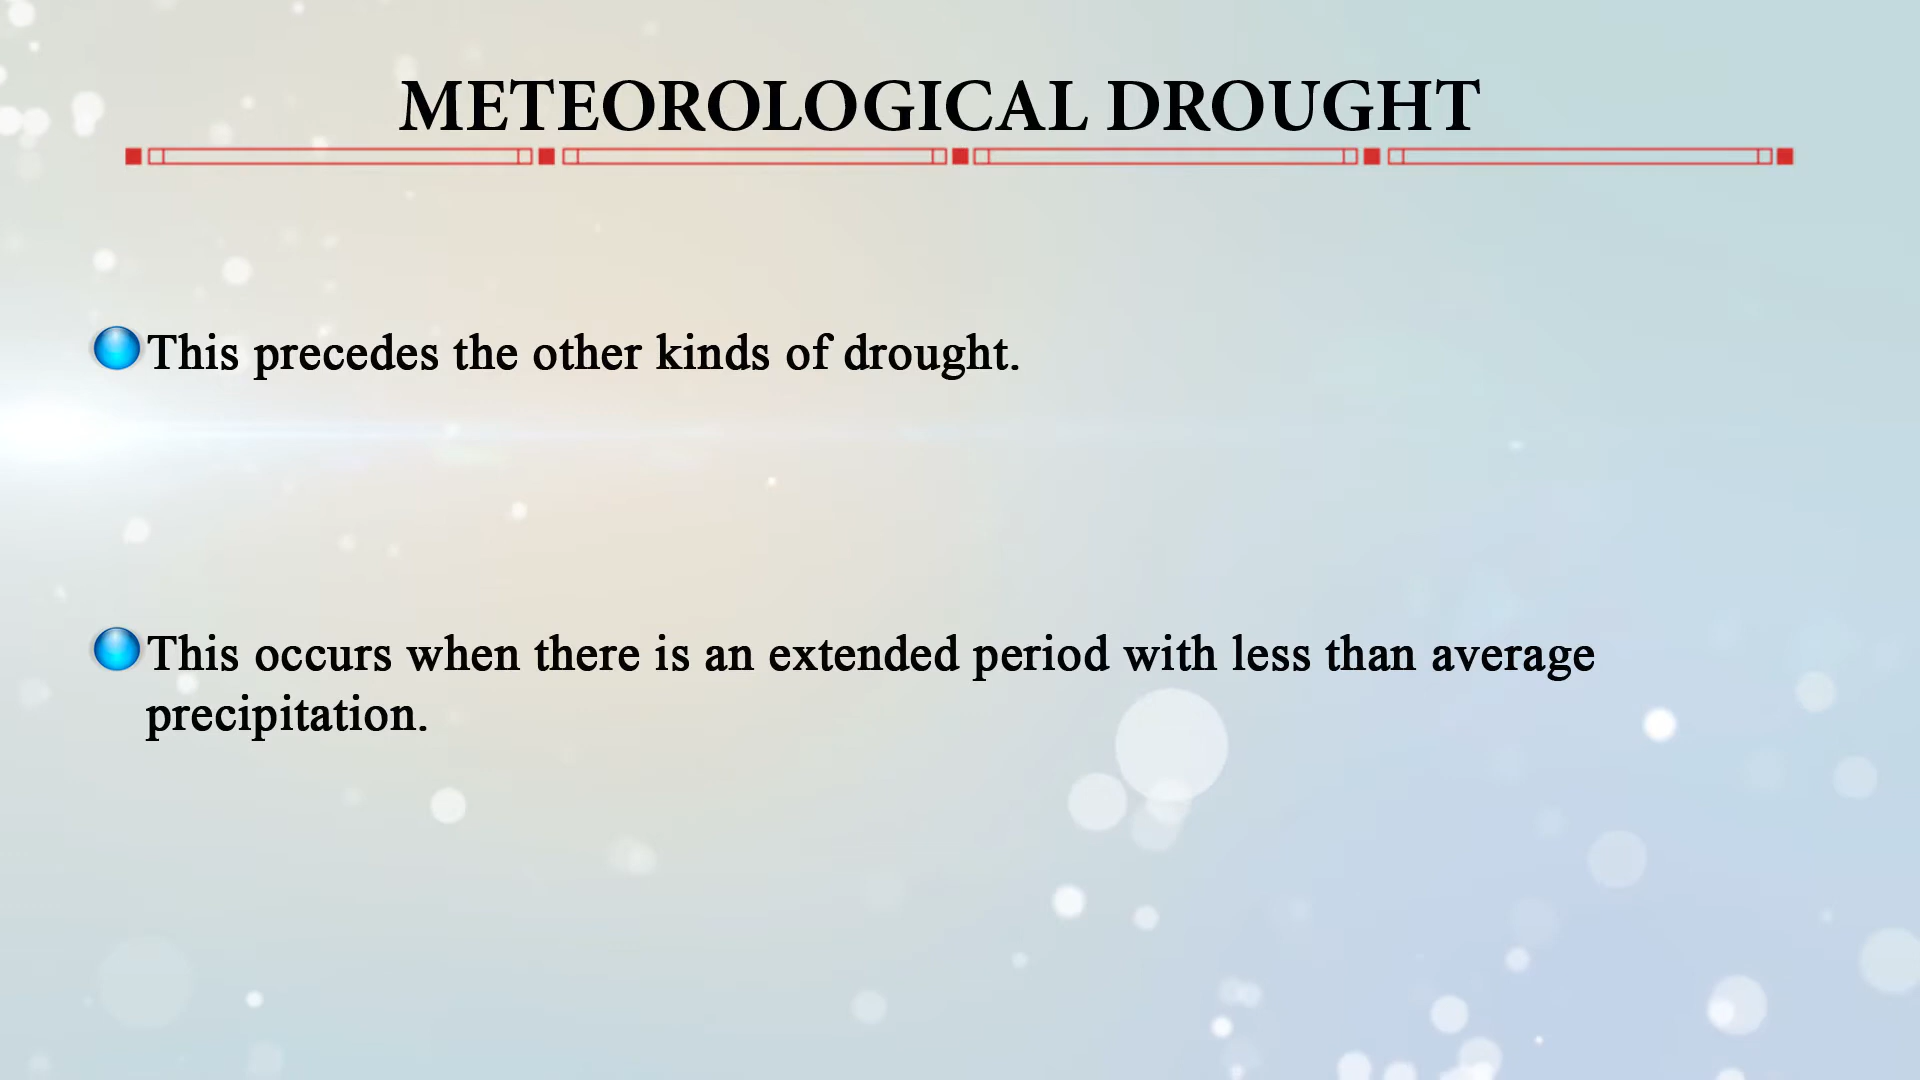 METEOROLOGICAL DROUGHT
This precedes the other kinds of drought.
This occurs when there is an extended period with less than average
precipitation.